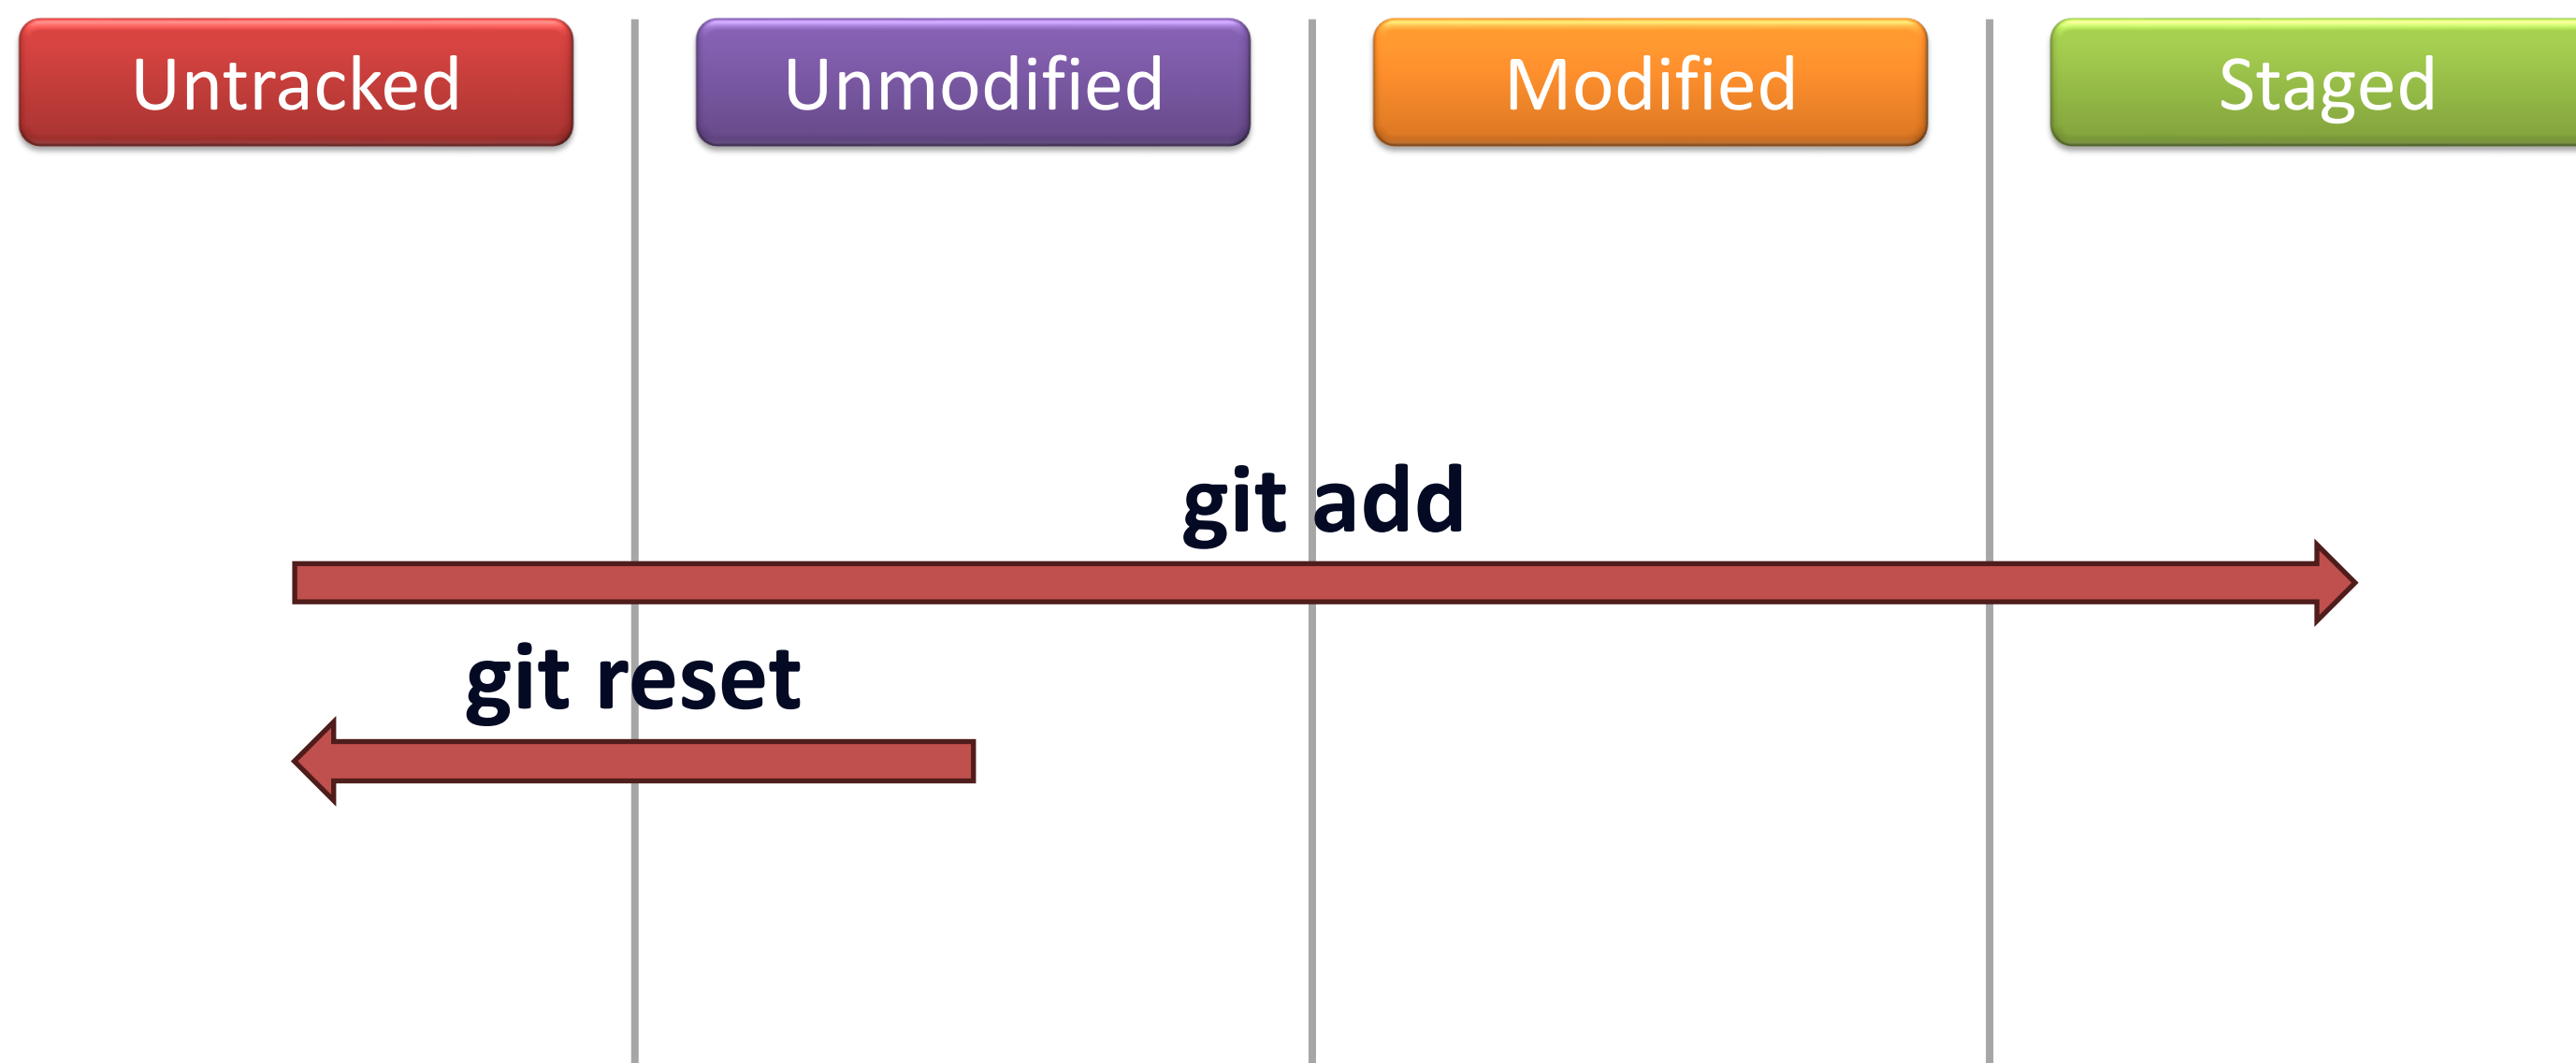 Untracked
Unmodified
Modified
Staged
git add
git reset